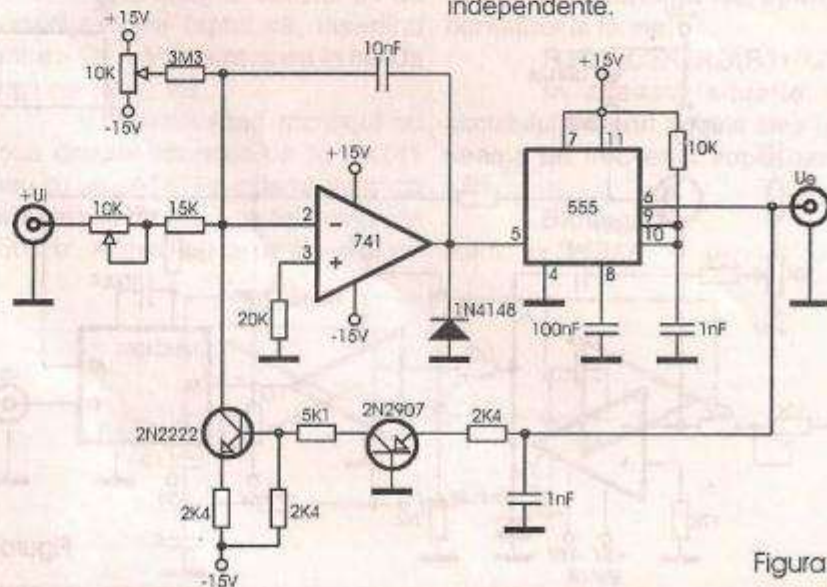 independente.
+15V
10K
-15V
3M3
10nF
+15V
7
11
10K
+Ui
10K
15K
2
3
741
+15V
-15V
20K
5
555
6
9
10
4
8
Ue
1N4148
100nF
1nF
2N2222
5K1
2N2907
2K4
1nF
2K4
2K4
-15V
Figura